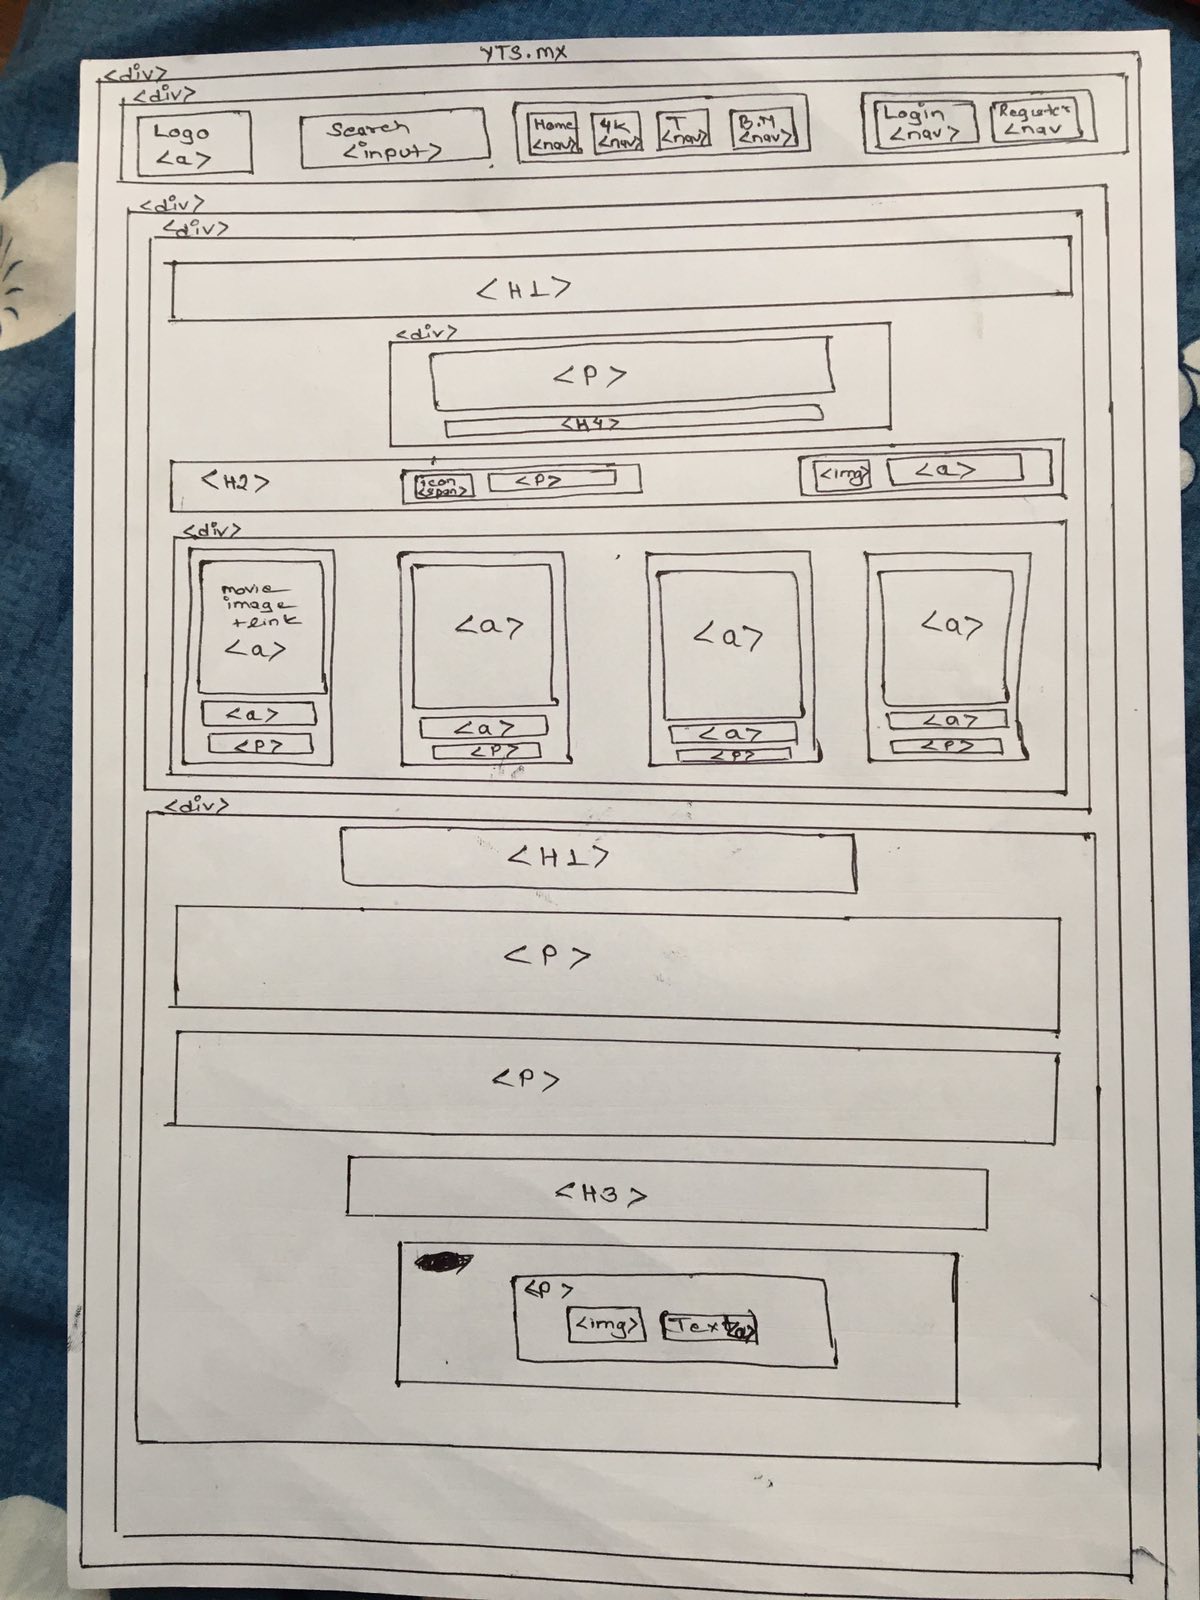 YTS.mx
<div>
<div>
Logo
<a>
Search
<input>
Home
<nav>
4K
<nav>
T
<nav>
B.M
<nav>
Login
<nav>
Register
<nav
<div>
<div>
<H1>
<div>
<P>
<H4>
<H2>
icon
<span>
<P>
<img>
<a>
<div>
movie
image
+link
<a>
<a>
<P>
<a>
<a>
<P>
<a>
<a>
<P>
<a>
<a>
<P>
<div>
<H1>
<P>
<P>
<H3>
<P>
<img>
Text <a>